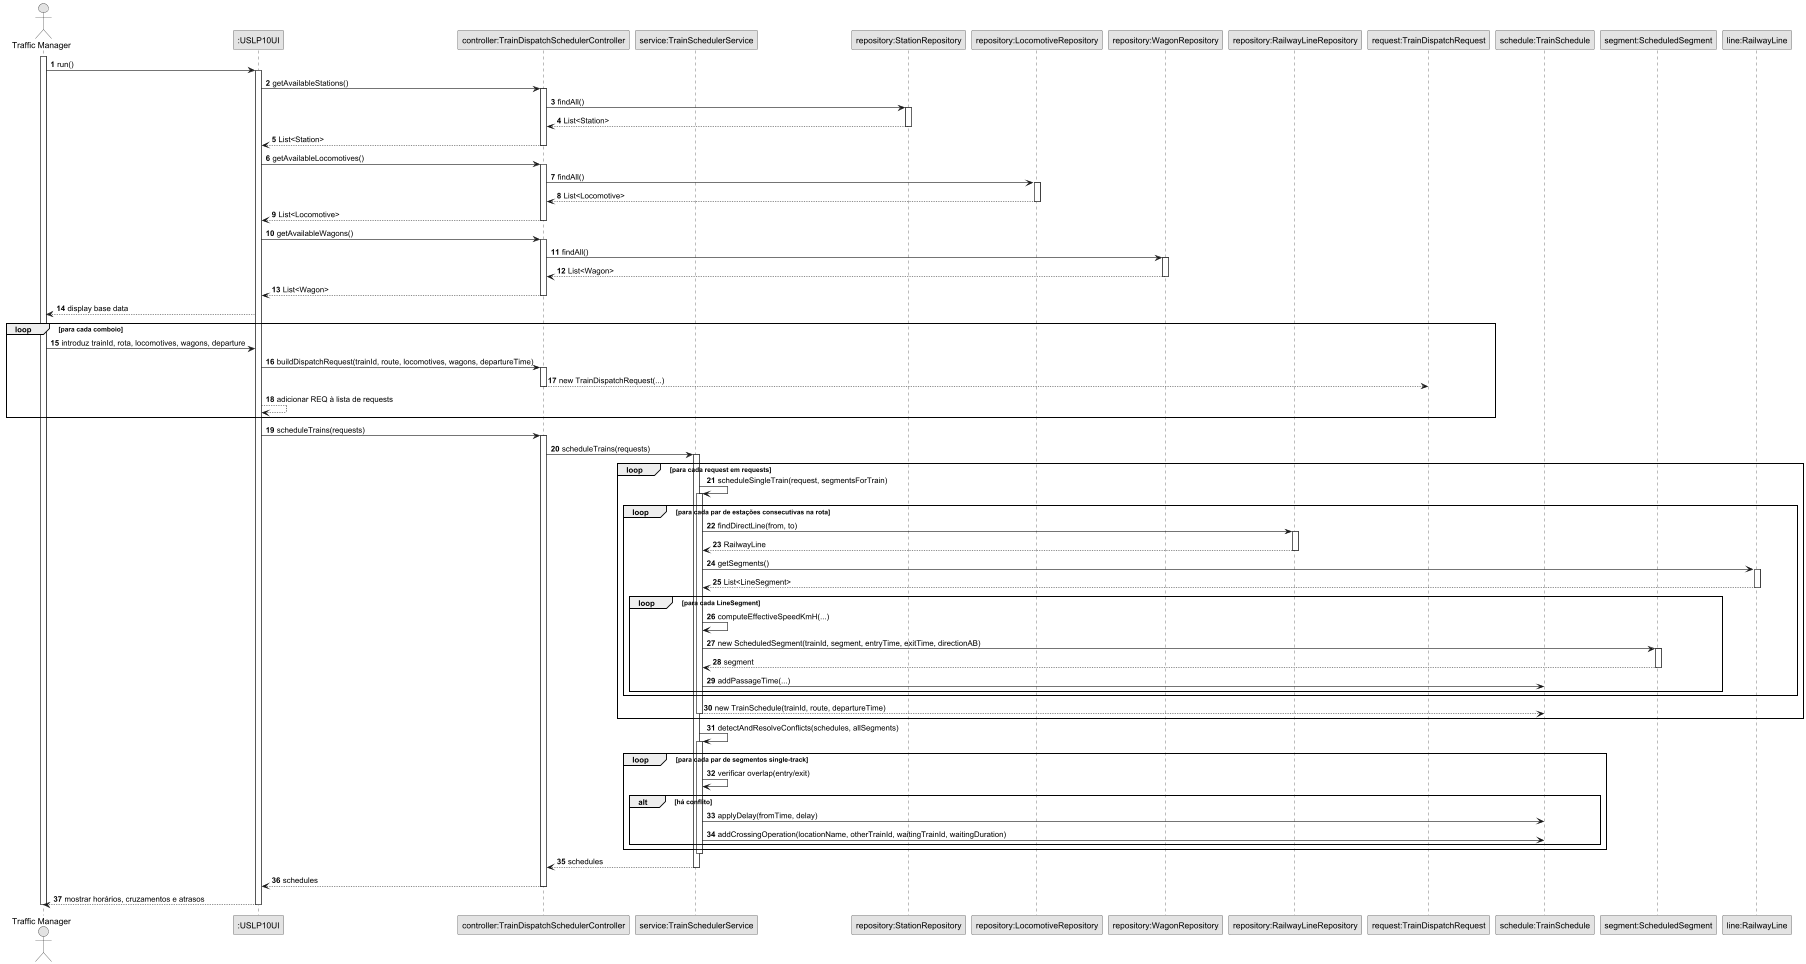 Traffic Manager
:USLP10UI
controller:TrainDispatchSchedulerController
service:TrainSchedulerService
repository:StationRepository
repository:LocomotiveRepository
repository:WagonRepository
repository:RailwayLineRepository
request:TrainDispatchRequest
schedule:TrainSchedule
segment:ScheduledSegment
line:RailwayLine
1 run()
2 getAvailableStations()
3 findAll()
4 List<Station>
5 List<Station>
6 getAvailableLocomotives()
7 findAll()
8 List<Locomotive>
9 List<Locomotive>
10 getAvailableWagons()
11 findAll()
12 List<Wagon>
13 List<Wagon>
14 display base data
loop [para cada comboio]
15 introduz trainId, rota, locomotives, wagons, departure
16 buildDispatchRequest(trainId, route, locomotives, wagons, departureTime)
17 new TrainDispatchRequest(...)
18 adicionar REQ à lista de requests
19 scheduleTrains(requests)
20 scheduleTrains(requests)
loop [para cada request em requests]
21 scheduleSingleTrain(request, segmentsForTrain)
loop [para cada par de estações consecutivas na rota]
22 findDirectLine(from, to)
23 RailwayLine
24 getSegments()
25 List<LineSegment>
loop [para cada LineSegment]
26 computeEffectiveSpeedKmH(...)
27 new ScheduledSegment(trainId, segment, entryTime, exitTime, directionAB)
28 segment
29 addPassageTime(...)
30 new TrainSchedule(trainId, route, departureTime)
31 detectAndResolveConflicts(schedules, allSegments)
loop [para cada par de segmentos single-track]
32 verificar overlap(entry/exit)
alt [há conflito]
33 applyDelay(fromTime, delay)
34 addCrossingOperation(locationName, otherTrainId, waitingTrainId, waitingDuration)
35 schedules
36 schedules
37 mostrar horários, cruzamentos e atrasos
Traffic Manager
:USLP10UI
controller:TrainDispatchSchedulerController
service:TrainSchedulerService
repository:StationRepository
repository:LocomotiveRepository
repository:WagonRepository
repository:RailwayLineRepository
request:TrainDispatchRequest
schedule:TrainSchedule
segment:ScheduledSegment
line:RailwayLine